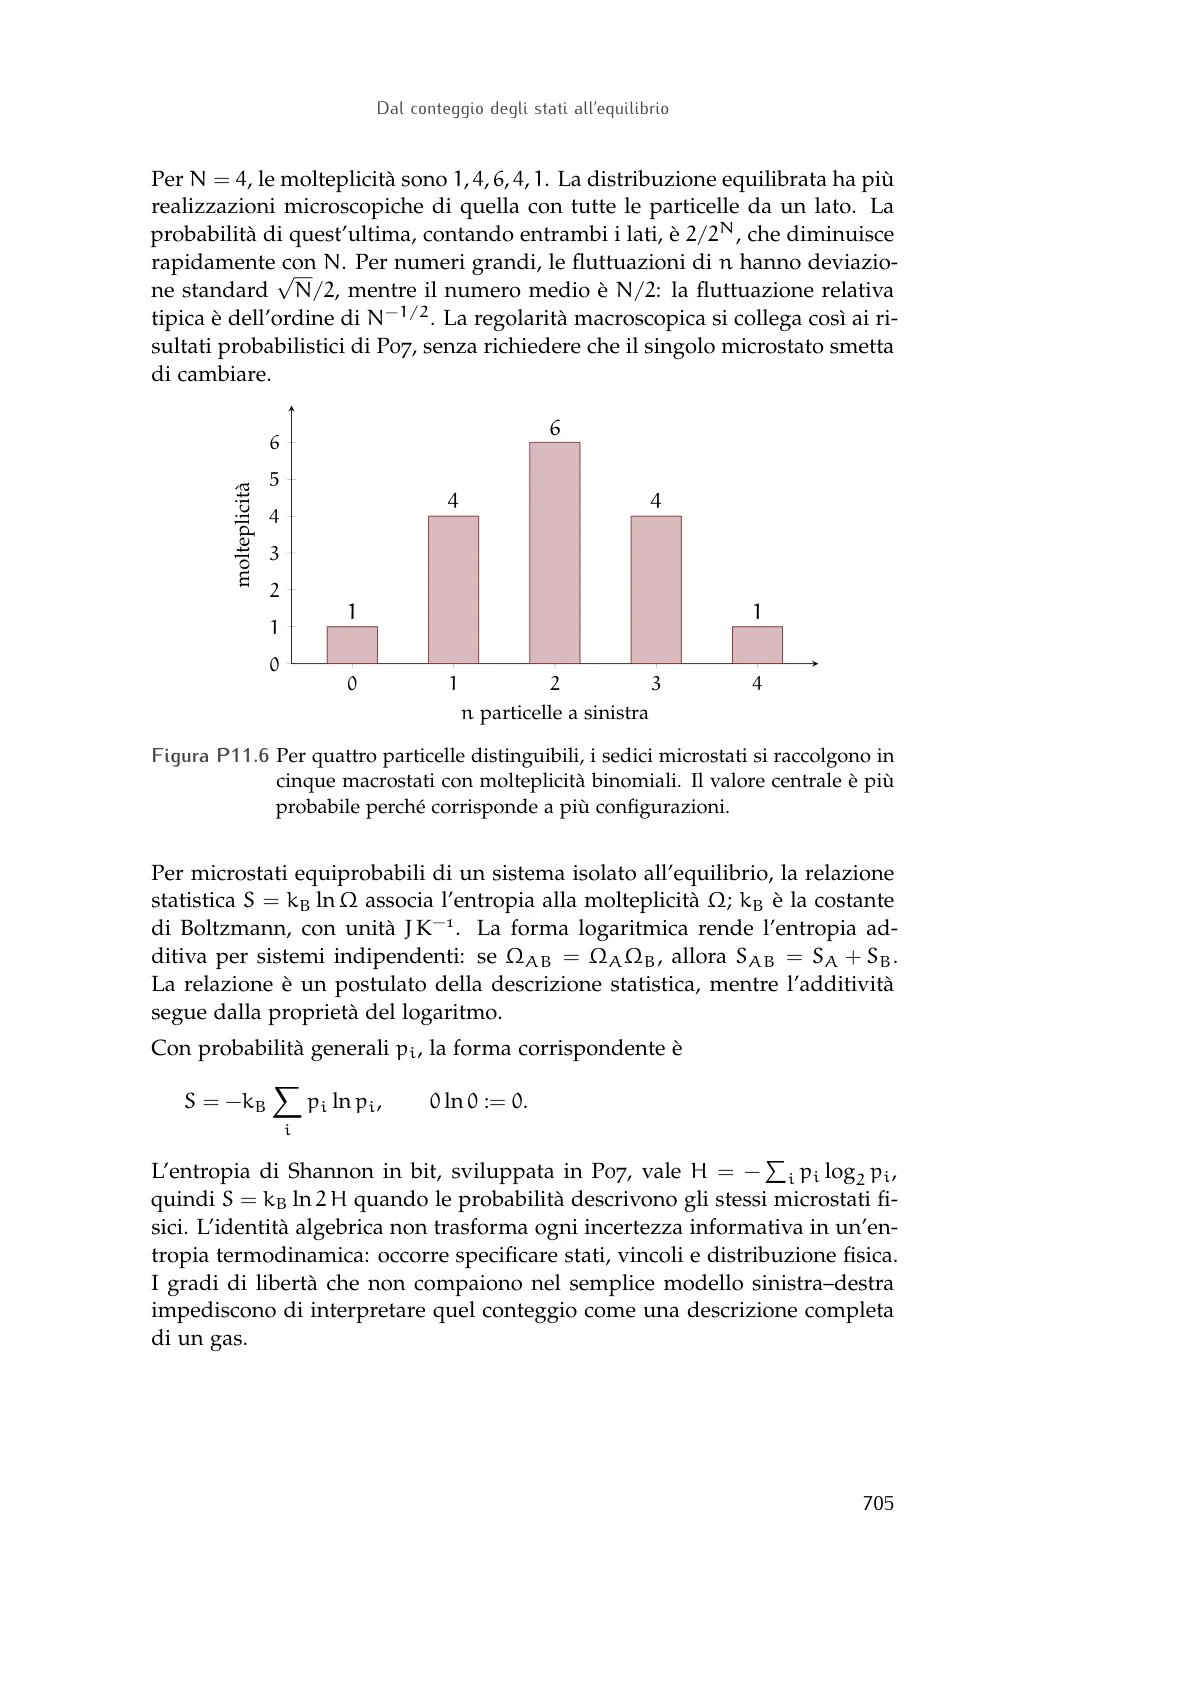 Dal conteggio degli stati all'equilibrio
Per N = 4, le molteplicità sono 1, 4, 6, 4, 1. La distribuzione equilibrata ha più
realizzazioni microscopiche di quella con tutte le particelle da un lato. La
probabilità di quest'ultima, contando entrambi i lati, è 2/2^N, che diminuisce
rapidamente con N. Per numeri grandi, le fluttuazioni di n hanno deviazio-
ne standard √N/2, mentre il numero medio è N/2: la fluttuazione relativa
tipica è dell'ordine di N^−1/2. La regolarità macroscopica si collega così ai ri-
sultati probabilistici di P07, senza richiedere che il singolo microstato smetta
di cambiare.
molteplicità
6
5
4
3
2
1
0
1
4
6
4
1
0 1 2 3 4
n particelle a sinistra
Figura P11.6 Per quattro particelle distinguibili, i sedici microstati si raccolgono in
cinque macrostati con molteplicità binomiali. Il valore centrale è più
probabile perché corrisponde a più configurazioni.
Per microstati equiprobabili di un sistema isolato all'equilibrio, la relazione
statistica S = k_B ln Ω associa l'entropia alla molteplicità Ω; k_B è la costante
di Boltzmann, con unità J K⁻¹. La forma logaritmica rende l'entropia ad-
ditiva per sistemi indipendenti: se Ω_AB = Ω_AΩ_B, allora S_AB = S_A + S_B.
La relazione è un postulato della descrizione statistica, mentre l'additività
segue dalla proprietà del logaritmo.
Con probabilità generali p_i, la forma corrispondente è
S = −k_B ∑_i p_i ln p_i, 0 ln 0 := 0.
L'entropia di Shannon in bit, sviluppata in P07, vale H = − ∑_i p_i log_2 p_i,
quindi S = k_B ln 2 H quando le probabilità descrivono gli stessi microstati fi-
sici. L'identità algebrica non trasforma ogni incertezza informativa in un'en-
tropia termodinamica: occorre specificare stati, vincoli e distribuzione fisica.
I gradi di libertà che non compaiono nel semplice modello sinistra–destra
impediscono di interpretare quel conteggio come una descrizione completa
di un gas.
705